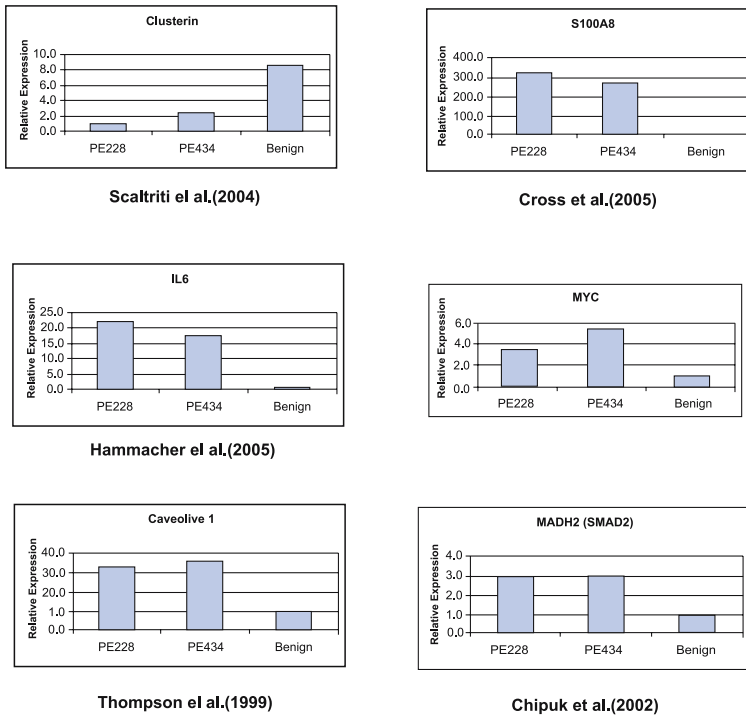 Clusterin
Relative Expression
10.0
8.0
6.0
4.0
2.0
0.0
PE228 PE434 Benign
Scaltriti el al.(2004)
S100A8
Relative Expression
400.0
300.0
200.0
100.0
0.0
PE228 PE434 Benign
Cross et al.(2005)
IL6
Relative Expression
25.0
20.0
15.0
10.0
5.0
0.0
PE228 PE434 Benign
Hammacher el al.(2005)
MYC
Relative Expression
6.0
4.0
2.0
0.0
PE228 PE434 Benign
Caveolive 1
Relative Expression
40.0
30.0
20.0
1.0
0.0
PE228 PE434 Benign
Thompson el al.(1999)
MADH2 (SMAD2)
Relative Expression
4.0
3.0
2.0
1.0
0.0
PE228 PE434 Benign
Chipuk et al.(2002)